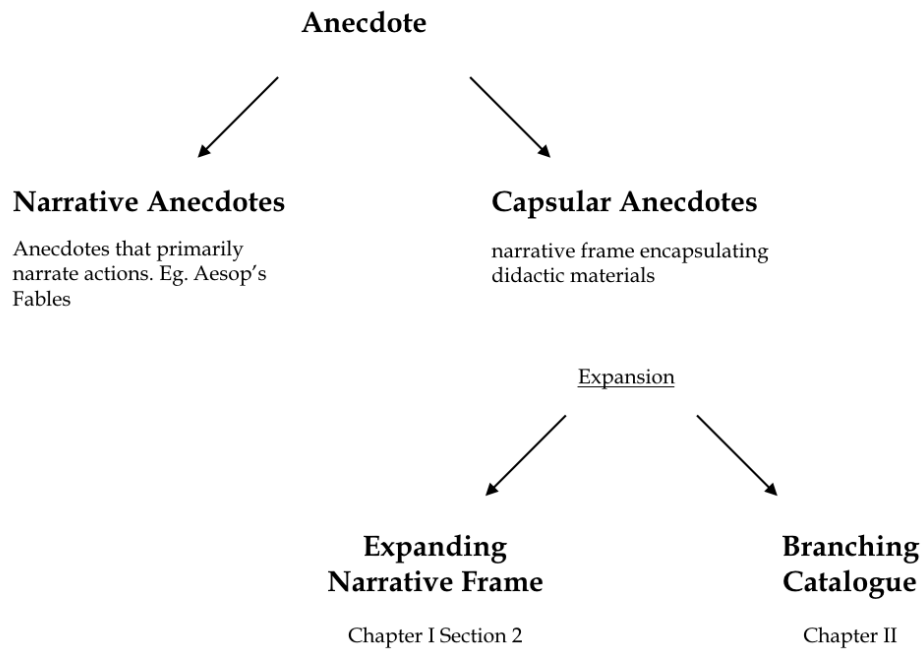 Anecdote
Narrative Anecdotes
Anecdotes that primarily
narrate actions. Eg. Aesop’s
Fables
Capsular Anecdotes
narrative frame encapsulating
didactic materials
Expansion
Expanding
Narrative Frame
Chapter I Section 2
Branching
Catalogue
Chapter II